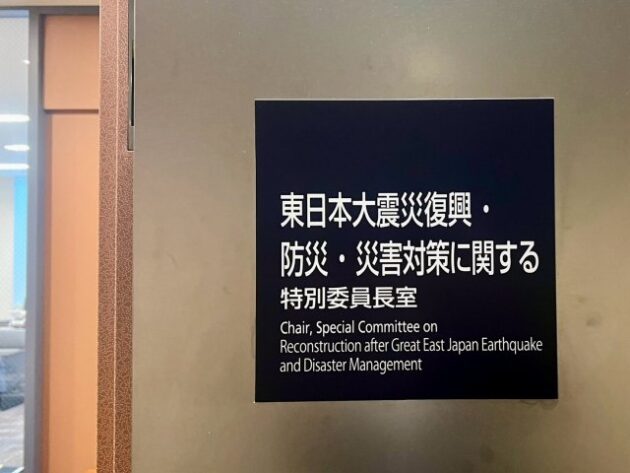 東日本大震災復興・
防災・災害対策に関する
特別委員長室
Chair, Special Committee on
Reconstruction after Great East Japan Earthquake
and Disaster Management